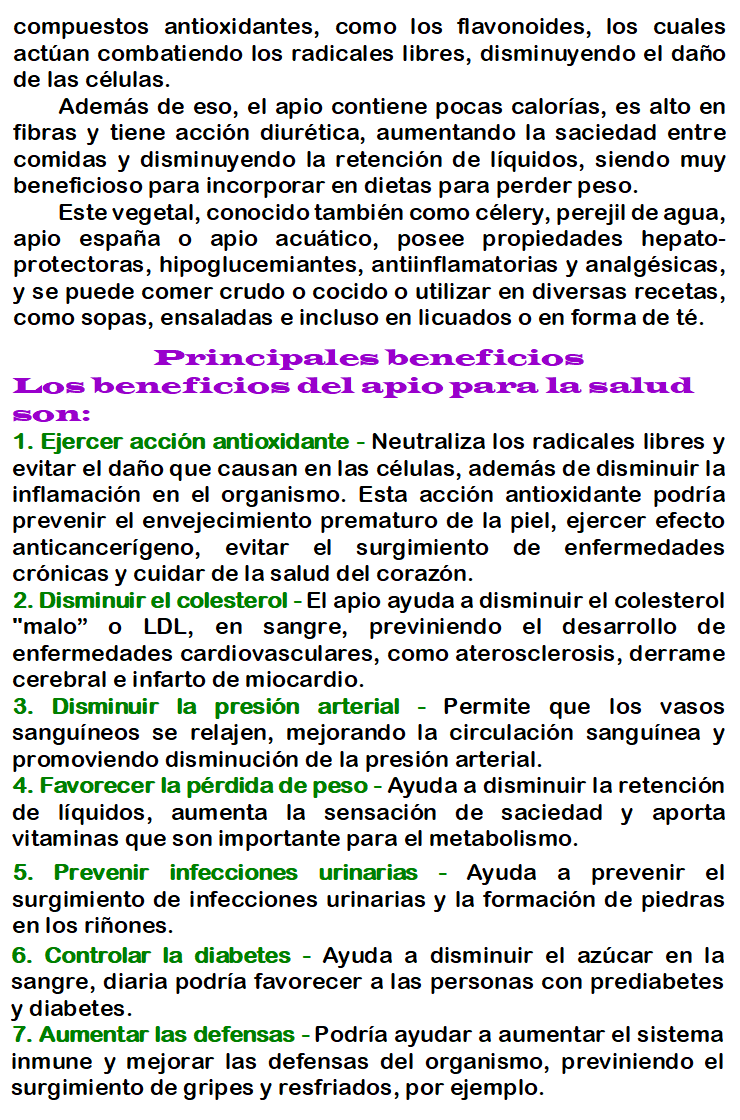 compuestos antioxidantes, como los flavonoides, los cuales
actúan combatiendo los radicales libres, disminuyendo el daño
de las células.
Además de eso, el apio contiene pocas calorías, es alto en
fibras y tiene acción diurética, aumentando la saciedad entre
comidas y disminuyendo la retención de líquidos, siendo muy
beneficioso para incorporar en dietas para perder peso.
Este vegetal, conocido también como célery, perejil de agua,
apio españa o apio acuático, posee propiedades hepato-
protectoras, hipoglucemiantes, antiinflamatorias y analgésicas,
y se puede comer crudo o cocido o utilizar en diversas recetas,
como sopas, ensaladas e incluso en licuados o en forma de té.
Principales beneficios
Los beneficios del apio para la salud
son:
1. Ejercer acción antioxidante - Neutraliza los radicales libres y
evitar el daño que causan en las células, además de disminuir la
inflamación en el organismo. Esta acción antioxidante podría
prevenir el envejecimiento prematuro de la piel, ejercer efecto
anticancerígeno, evitar el surgimiento de enfermedades
crónicas y cuidar de la salud del corazón.
2. Disminuir el colesterol - El apio ayuda a disminuir el colesterol
"malo” o LDL, en sangre, previniendo el desarrollo de
enfermedades cardiovasculares, como aterosclerosis, derrame
cerebral e infarto de miocardio.
3. Disminuir la presión arterial - Permite que los vasos
sanguíneos se relajen, mejorando la circulación sanguínea y
promoviendo disminución de la presión arterial.
4. Favorecer la pérdida de peso - Ayuda a disminuir la retención
de líquidos, aumenta la sensación de saciedad y aporta
vitaminas que son importante para el metabolismo.
5. Prevenir infecciones urinarias - Ayuda a prevenir el
surgimiento de infecciones urinarias y la formación de piedras
en los riñones.
6. Controlar la diabetes - Ayuda a disminuir el azúcar en la
sangre, diaria podría favorecer a las personas con prediabetes
y diabetes.
7. Aumentar las defensas - Podría ayudar a aumentar el sistema
inmune y mejorar las defensas del organismo, previniendo el
surgimiento de gripes y resfriados, por ejemplo.